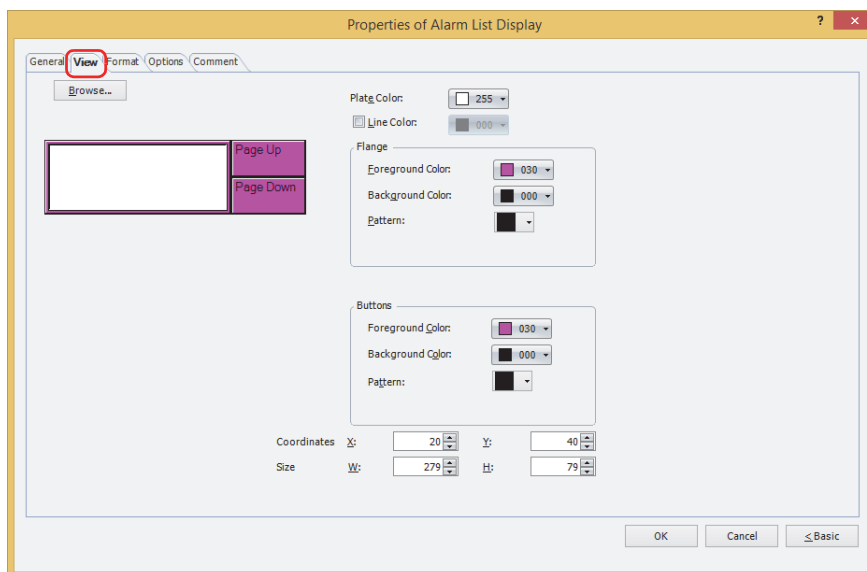 Properties of Alarm List Display
? ×
General View Format Options Comment
Browse...
Plate Color: 255
Line Color: 000
Page Up
Page Down
Flange
Foreground Color: 030
Background Color: 000
Pattern:
Buttons
Foreground Color: 030
Background Color: 000
Pattern:
Coordinates X: 20 Y: 40
Size W: 279 H: 79
OK Cancel < Basic